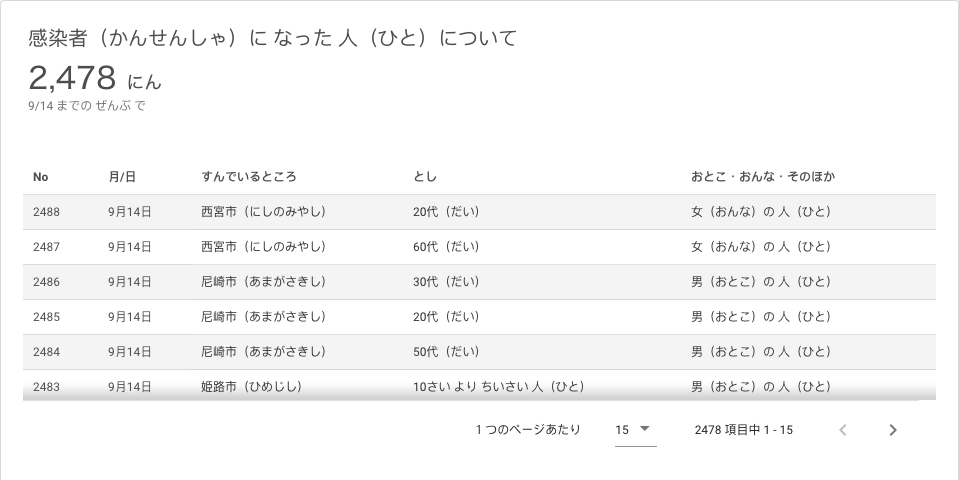 感染者（かんせんしゃ）に なった 人（ひと）について
2,478 にん
9/14 までの ぜんぶ で
No 月/日 すんでいるところ とし おとこ・おんな・そのほか
2488 9月14日 西宮市（にしのみやし） 20代（だい） 女（おんな）の 人（ひと）
2487 9月14日 西宮市（にしのみやし） 60代（だい） 女（おんな）の 人（ひと）
2486 9月14日 尼崎市（あまがさきし） 30代（だい） 男（おとこ）の 人（ひと）
2485 9月14日 尼崎市（あまがさきし） 20代（だい） 男（おとこ）の 人（ひと）
2484 9月14日 尼崎市（あまがさきし） 50代（だい） 男（おとこ）の 人（ひと）
2483 9月14日 姫路市（ひめじし） 10さい より ちいさい 人（ひと） 男（おとこ）の 人（ひと）
1 つのページあたり 15 2478 項目中 1 - 15